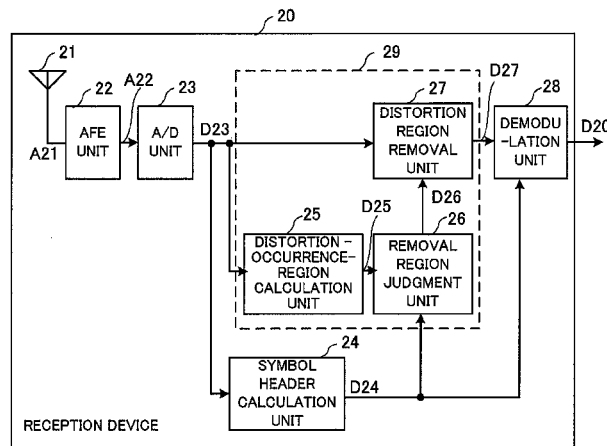 20
21
29
22
A22
23
27
D27
28
AFE
UNIT
A/D
UNIT
D23
DISTORTION
REGION
REMOVAL
UNIT
DEMODU
-LATION
UNIT
D20
A21
D26
25
D25
26
DISTORTION -
OCCURRENCE-
REGION
CALCULATION
UNIT
REMOVAL
REGION
JUDGMENT
UNIT
24
SYMBOL
HEADER
CALCULATION
UNIT
D24
RECEPTION DEVICE